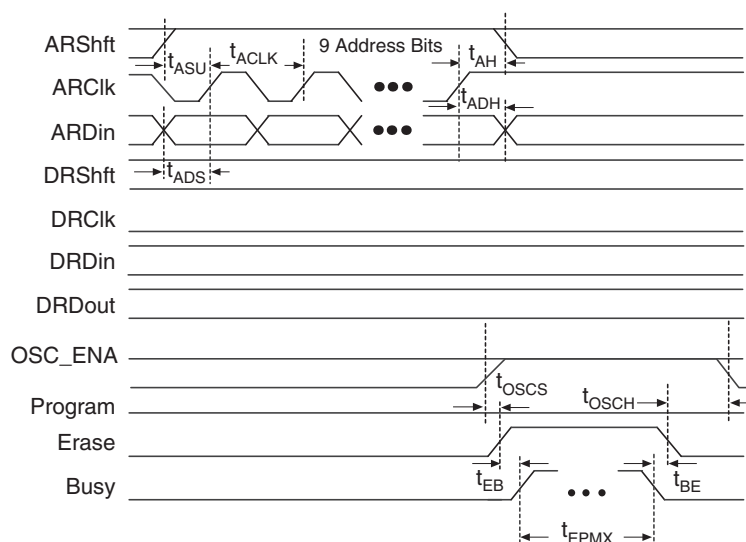 ARShft
9 Address Bits
tASU
tACLK
tAH
ARClk
tADH
ARDin
tADS
DRShft
DRClk
DRDin
DRDout
OSC_ENA
tOSCS
tOSCH
Program
Erase
tEB
tBE
Busy
tEPMX